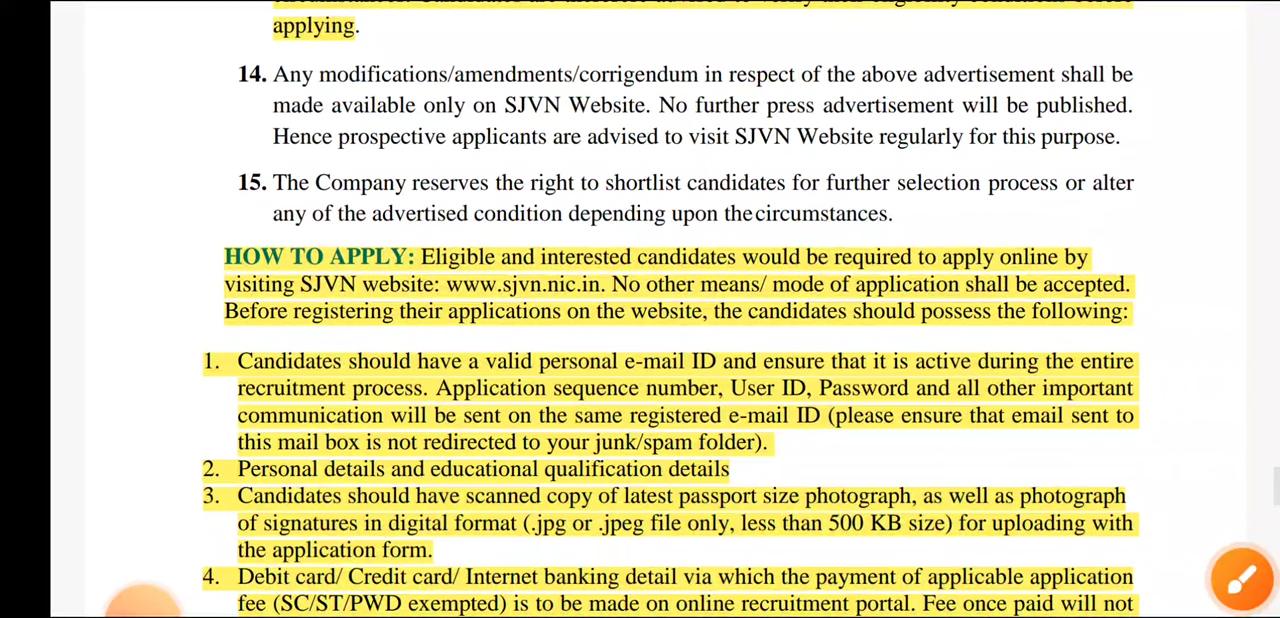 circumstances. Candidates are therefore advised to verify their eligibility conditions before
applying.
14. Any modifications/amendments/corrigendum in respect of the above advertisement shall be
made available only on SJVN Website. No further press advertisement will be published.
Hence prospective applicants are advised to visit SJVN Website regularly for this purpose.
15. The Company reserves the right to shortlist candidates for further selection process or alter
any of the advertised condition depending upon thecircumstances.
HOW TO APPLY: Eligible and interested candidates would be required to apply online by
visiting SJVN website: www.sjvn.nic.in. No other means/ mode of application shall be accepted.
Before registering their applications on the website, the candidates should possess the following:
1. Candidates should have a valid personal e-mail ID and ensure that it is active during the entire
recruitment process. Application sequence number, User ID, Password and all other important
communication will be sent on the same registered e-mail ID (please ensure that email sent to
this mail box is not redirected to your junk/spam folder).
2. Personal details and educational qualification details
3. Candidates should have scanned copy of latest passport size photograph, as well as photograph
of signatures in digital format (.jpg or .jpeg file only, less than 500 KB size) for uploading with
the application form.
4. Debit card/ Credit card/ Internet banking detail via which the payment of applicable application
fee (SC/ST/PWD exempted) is to be made on online recruitment portal. Fee once paid will not